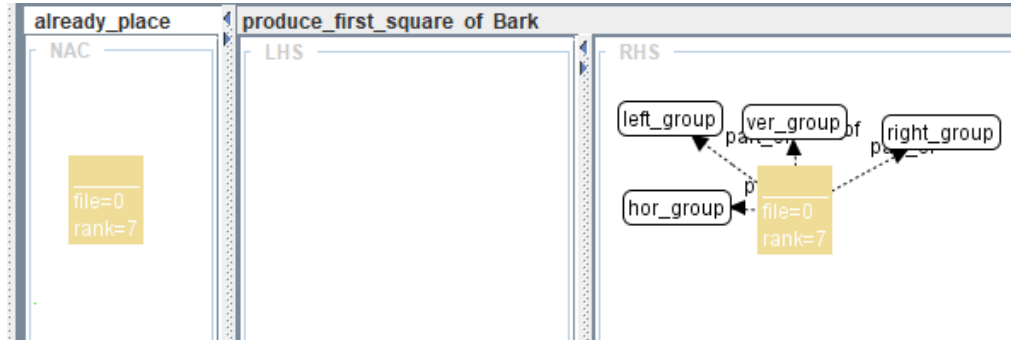 already_place
produce_first_square of Bark
NAC
LHS
RHS
file=0
rank=7
left_group
ver_group
right_group
hor_group
file=0
rank=7